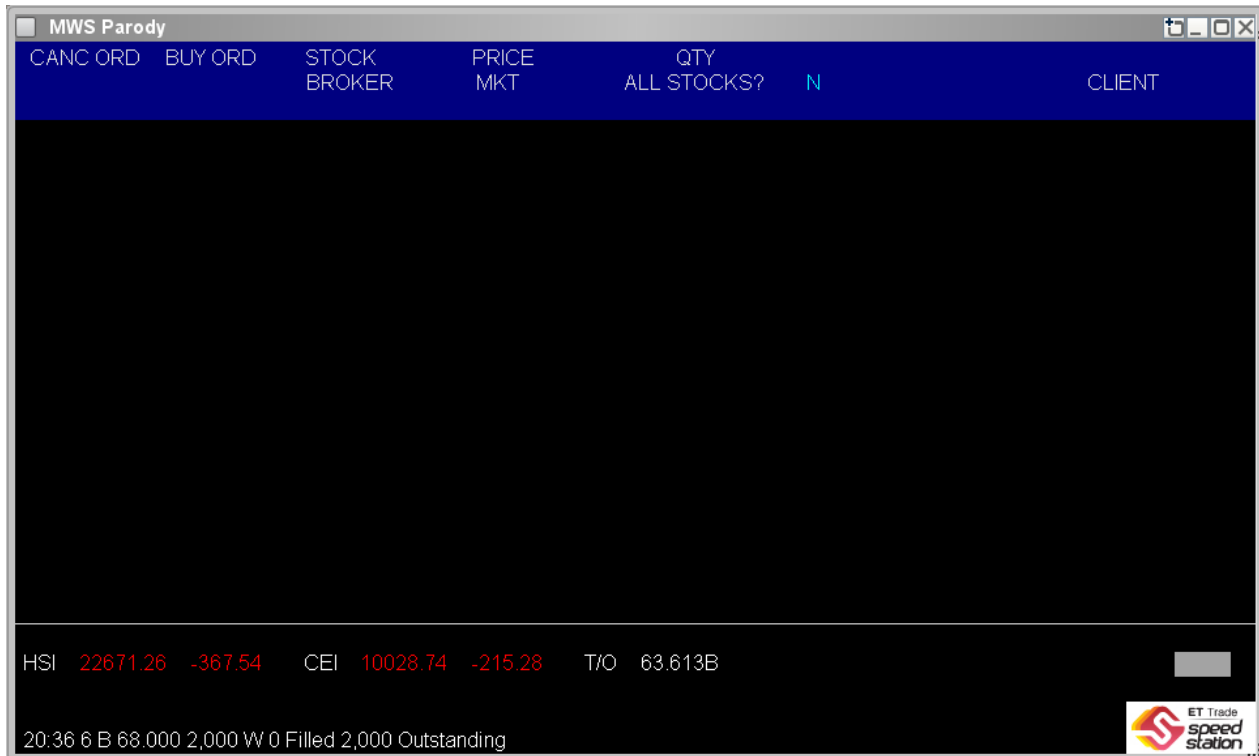 MWS Parody
CANC ORD BUY ORD STOCK PRICE QTY
BROKER MKT ALL STOCKS? N CLIENT
HSI 22671.26 -367.54 CEI 10028.74 -215.28 T/O 63.613B
ET Trade
speed
station
20:36 6 B 68.000 2,000 W 0 Filled 2,000 Outstanding